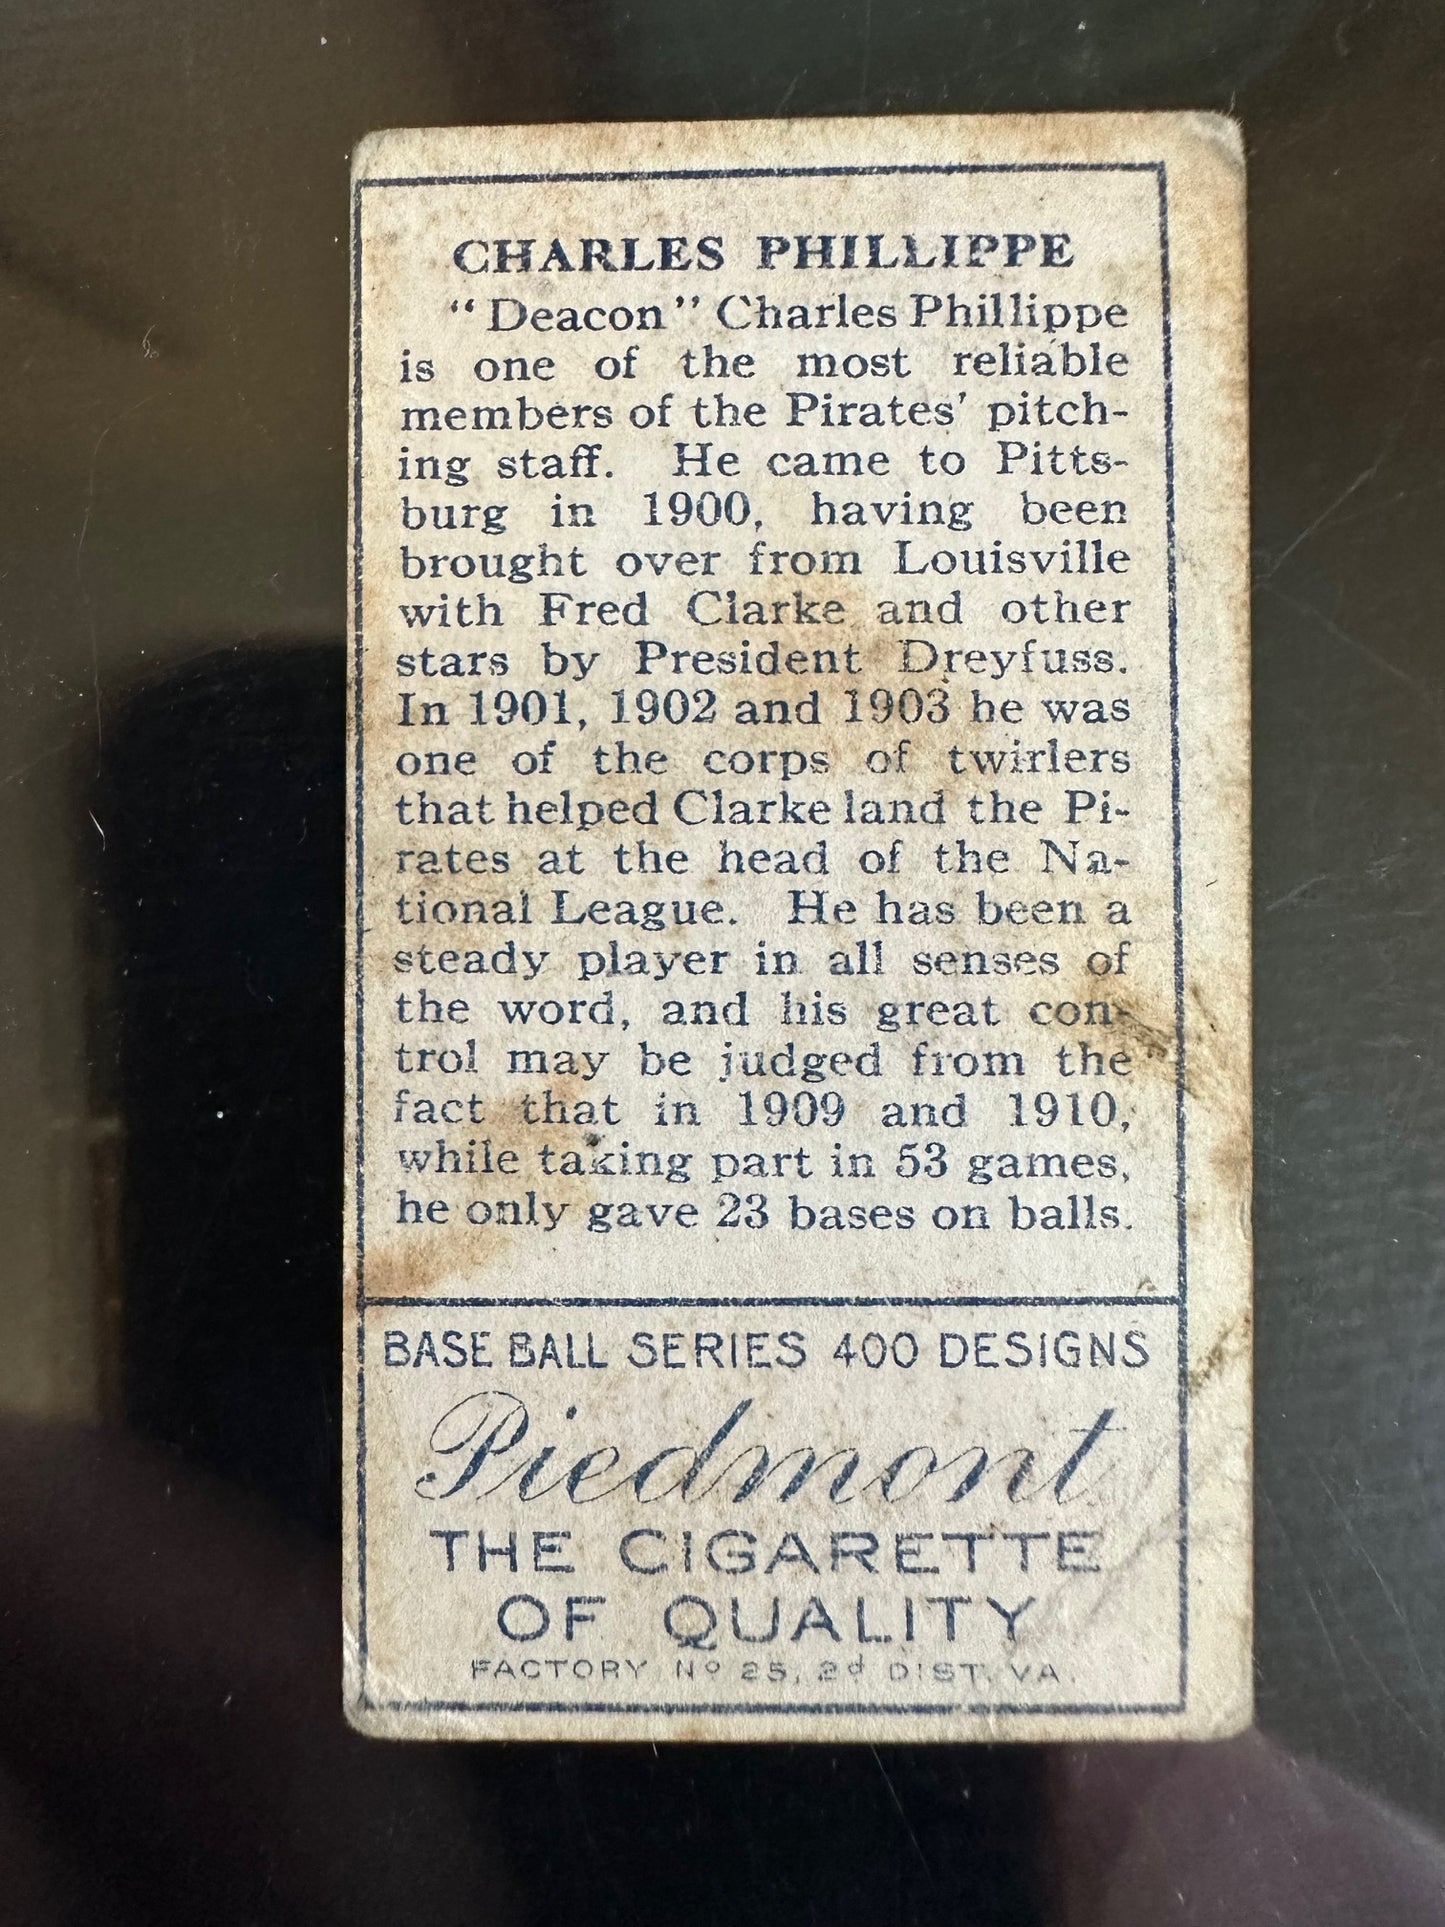 CHARLES PHILLIPPE
"Deacon" Charles Phillippe
is one of the most reliable
members of the Pirates' pitch-
ing staff. He came to Pitts-
burg in 1900, having been
brought over from Louisville
with Fred Clarke and other
stars by President Dreyfuss.
In 1901, 1902 and 1903 he was
one of the corps of twirlers
that helped Clarke land the Pi-
rates at the head of the Na-
tional League. He has been a
steady player in all senses of
the word, and his great con-
trol may be judged from the
fact that in 1909 and 1910,
while taking part in 53 games,
he only gave 23 bases on balls.
BASE BALL SERIES 400 DESIGNS
Piedmont
THE CIGARETTE
OF QUALITY
FACTORY Nº 25, 2d DIST. VA.